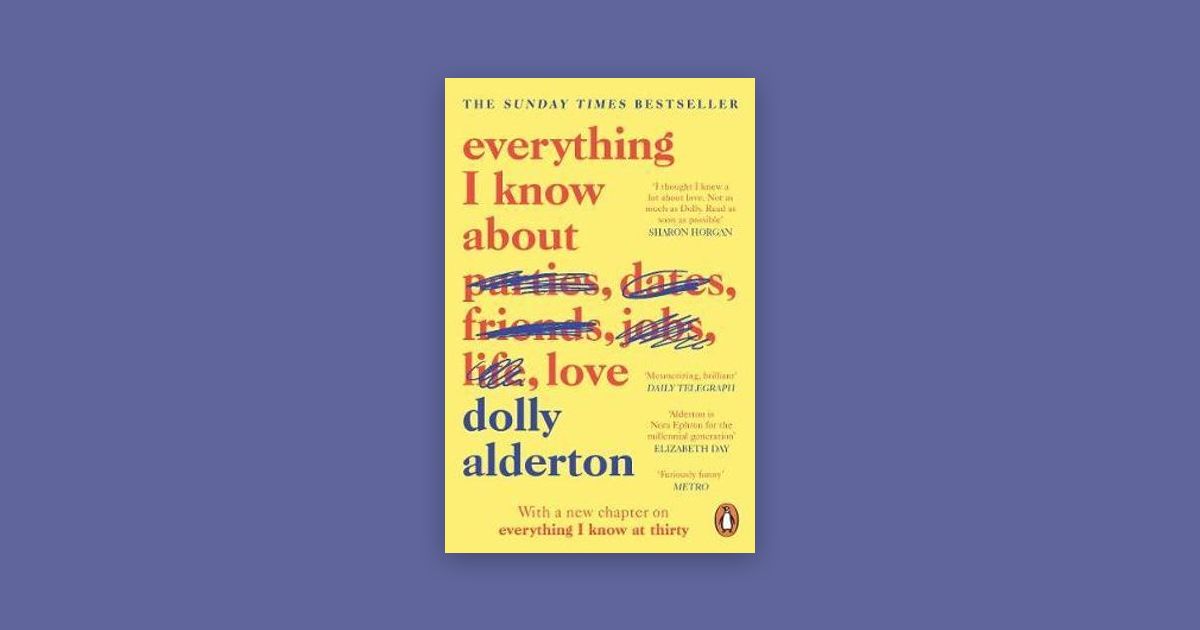 THE SUNDAY TIMES BESTSELLER
everything
I know
about
parties, dates,
friends, jobs,
life, love
dolly
alderton
'I thought I knew a
lot about love. Not as
much as Dolly. Read as
soon as possible'
SHARON HORGAN
'Mesmerizing, brilliant'
DAILY TELEGRAPH
'Alderton is
Nora Ephron for the
millennial generation'
ELIZABETH DAY
'Furiously funny'
METRO
With a new chapter on
everything I know at thirty